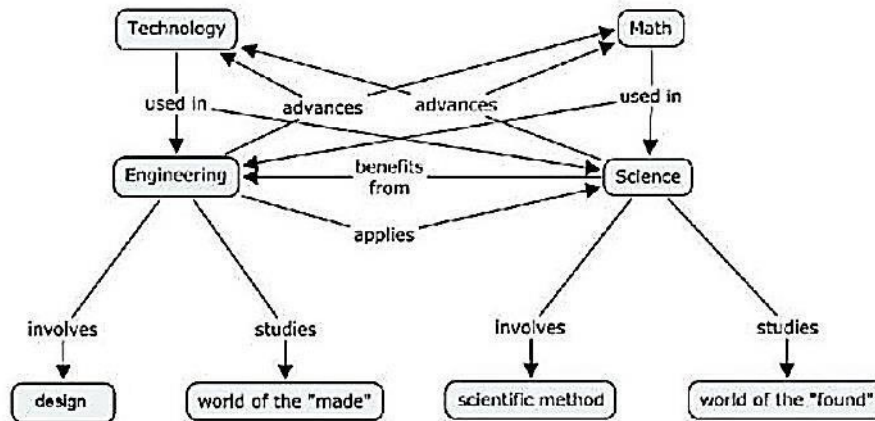 Technology
Math
used in
advances
advances
used in
Engineering
benefits
from
Science
applies
involves
studies
involves
studies
design
world of the "made"
scientific method
world of the "found"